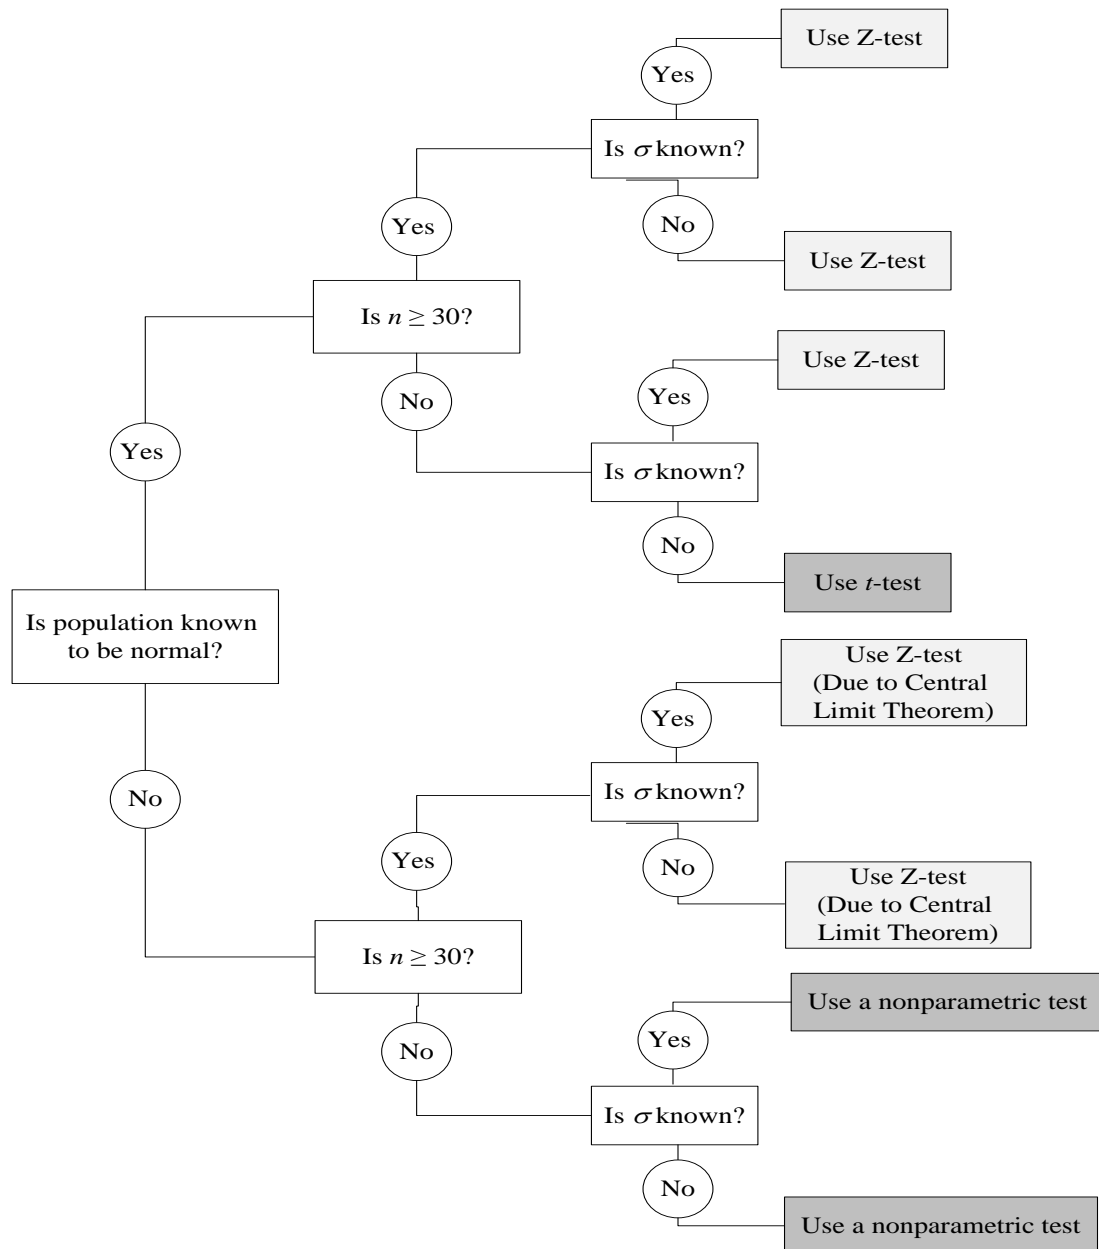 Use Z-test
Yes
Is σ known?
No
Use Z-test
Yes
Is n ≥ 30?
No
Use Z-test
Yes
Is σ known?
No
Use t-test
Yes
Is population known
to be normal?
No
Use Z-test
(Due to Central
Limit Theorem)
Yes
Is σ known?
No
Use Z-test
(Due to Central
Limit Theorem)
Yes
Is n ≥ 30?
No
Use a nonparametric test
Yes
Is σ known?
No
Use a nonparametric test